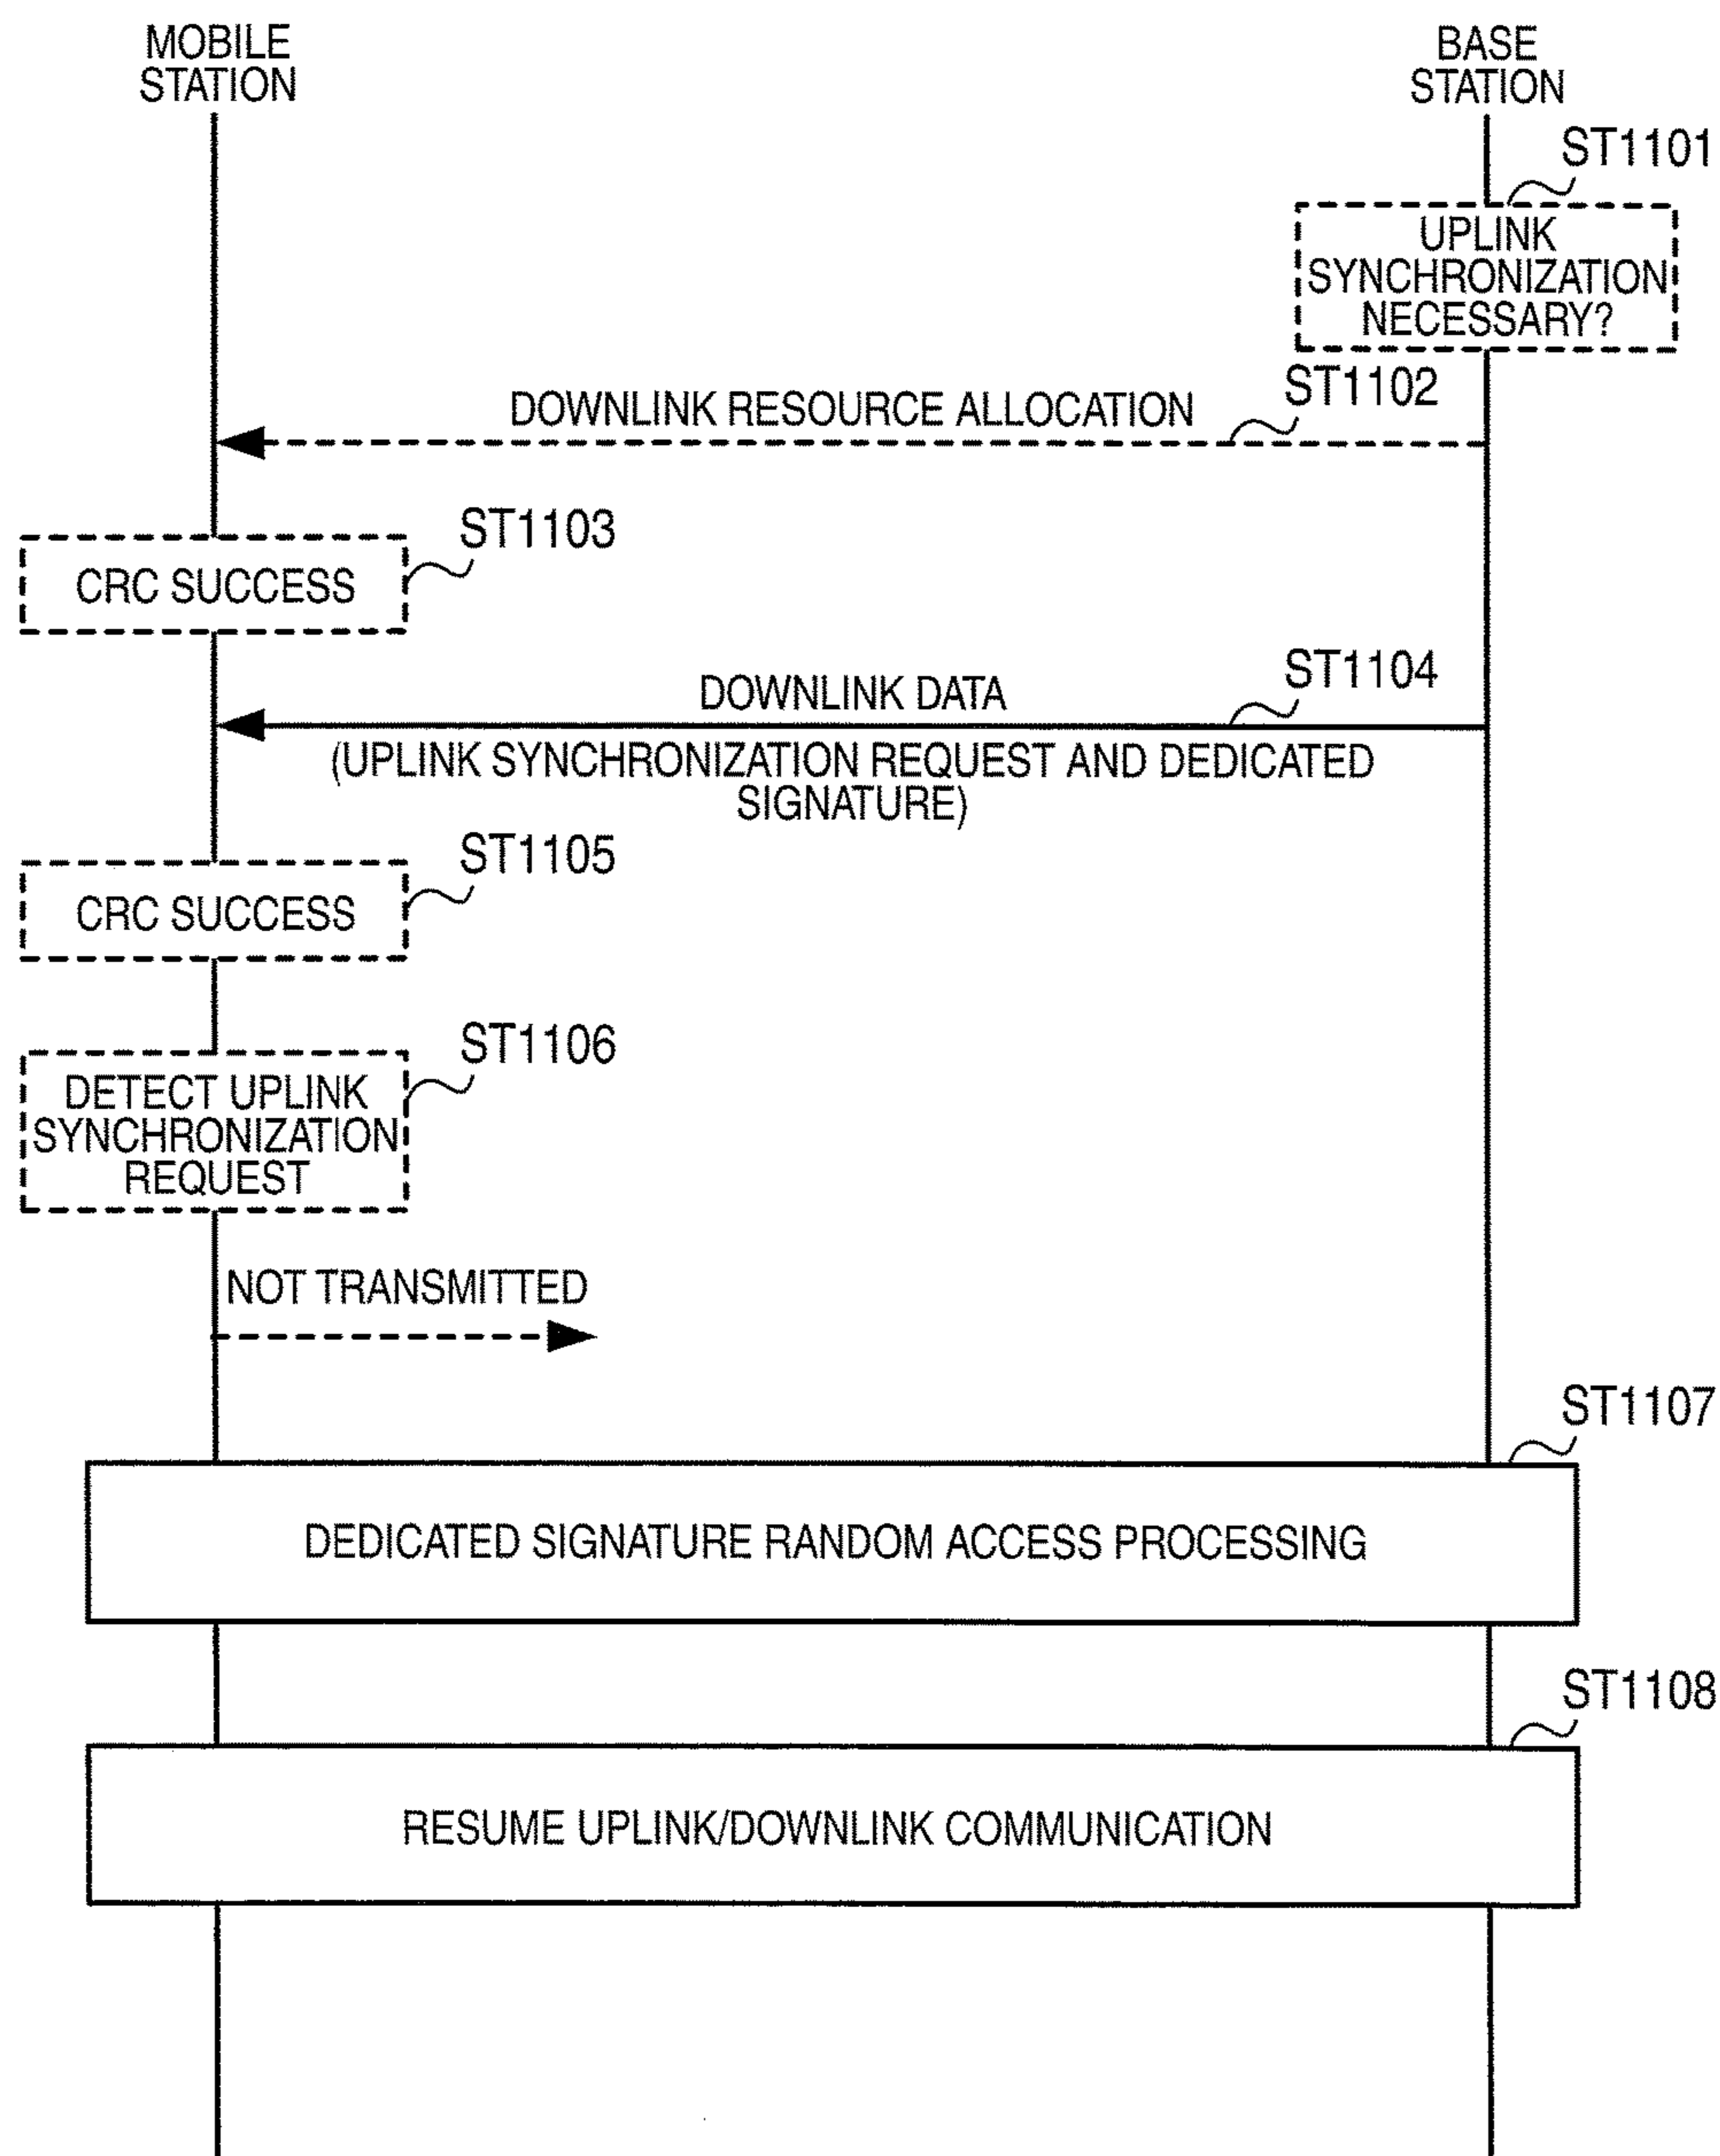 MOBILE
STATION
BASE
STATION
ST1101
UPLINK
SYNCHRONIZATION
NECESSARY?
ST1102
DOWNLINK RESOURCE ALLOCATION
ST1103
CRC SUCCESS
ST1104
DOWNLINK DATA
(UPLINK SYNCHRONIZATION REQUEST AND DEDICATED
SIGNATURE)
ST1105
CRC SUCCESS
ST1106
DETECT UPLINK
SYNCHRONIZATION
REQUEST
NOT TRANSMITTED
ST1107
DEDICATED SIGNATURE RANDOM ACCESS PROCESSING
ST1108
RESUME UPLINK/DOWNLINK COMMUNICATION